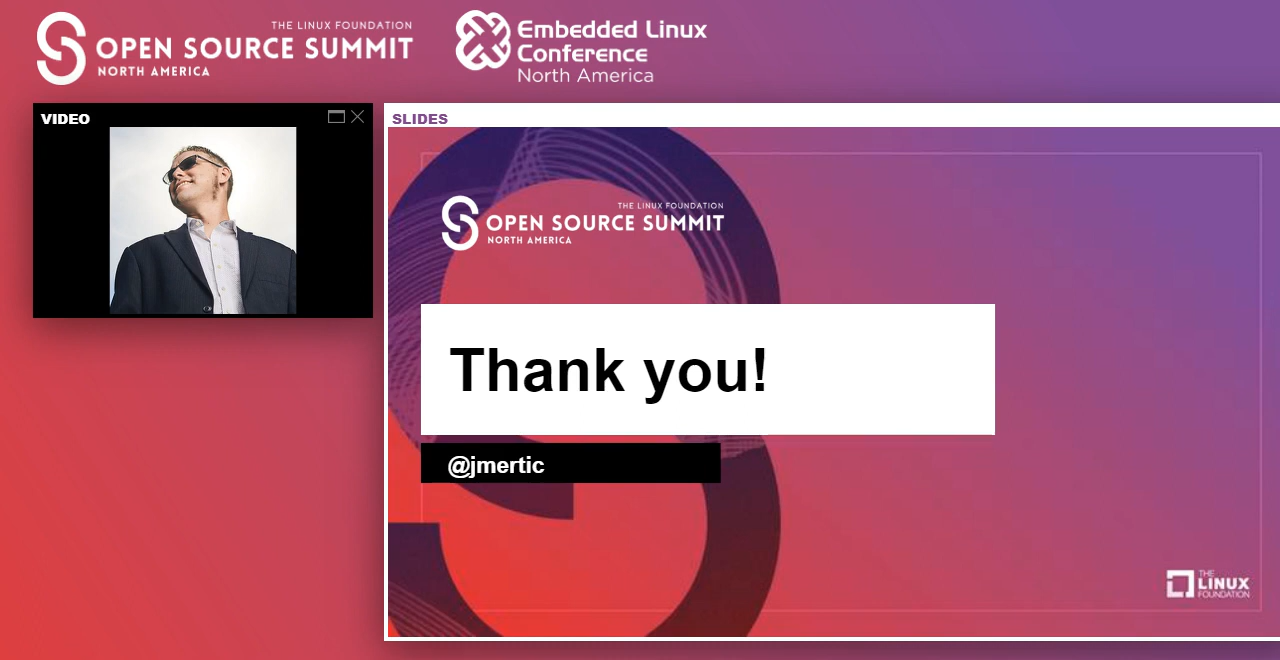 THE LINUX FOUNDATION
OPEN SOURCE SUMMIT
NORTH AMERICA
Embedded Linux
Conference
North America
VIDEO
SLIDES
THE LINUX FOUNDATION
OPEN SOURCE SUMMIT
NORTH AMERICA
Thank you!
@jmertic
THE
LINUX
FOUNDATION